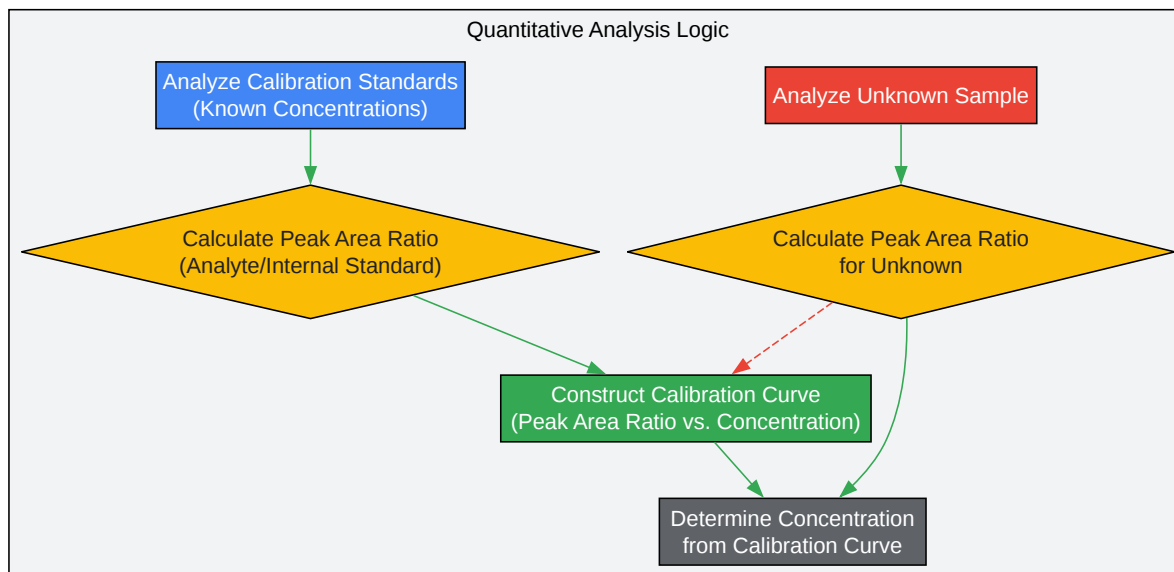 Quantitative Analysis Logic
Analyze Calibration Standards
(Known Concentrations)
Analyze Unknown Sample
Calculate Peak Area Ratio
(Analyte/Internal Standard)
Calculate Peak Area Ratio
for Unknown
Construct Calibration Curve
(Peak Area Ratio vs. Concentration)
Determine Concentration
from Calibration Curve